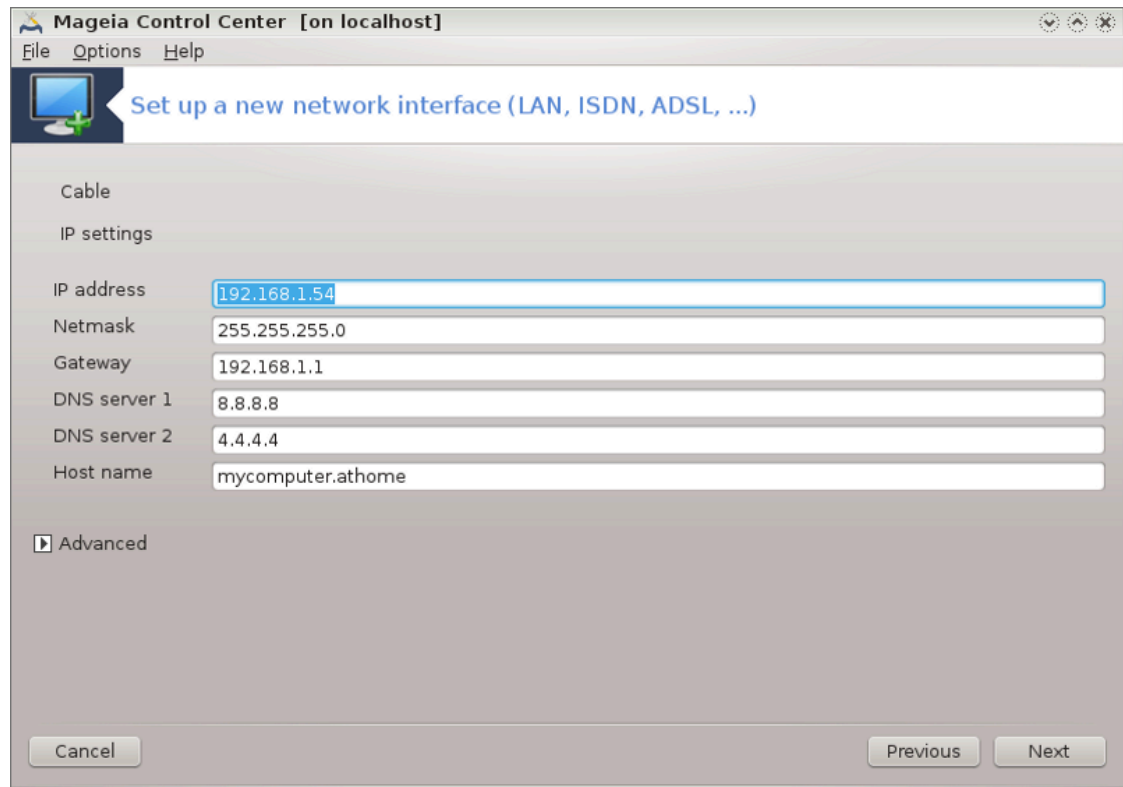 Mageia Control Center [on localhost]
File Options Help
Set up a new network interface (LAN, ISDN, ADSL, ...)
Cable
IP settings
IP address 192.168.1.54
Netmask 255.255.255.0
Gateway 192.168.1.1
DNS server 1 8.8.8.8
DNS server 2 4.4.4.4
Host name mycomputer.athome
Advanced
Cancel Previous Next